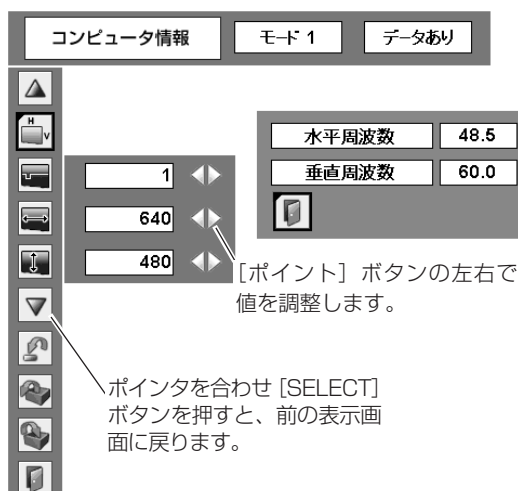 コンピュータ情報 モード 1 データあり
H
V
水平周波数 48.5
垂直周波数 60.0
1
640
480
［ポイント］ボタンの左右で
値を調整します。
ポインタを合わせ［SELECT］
ボタンを押すと、前の表示画
面に戻ります。